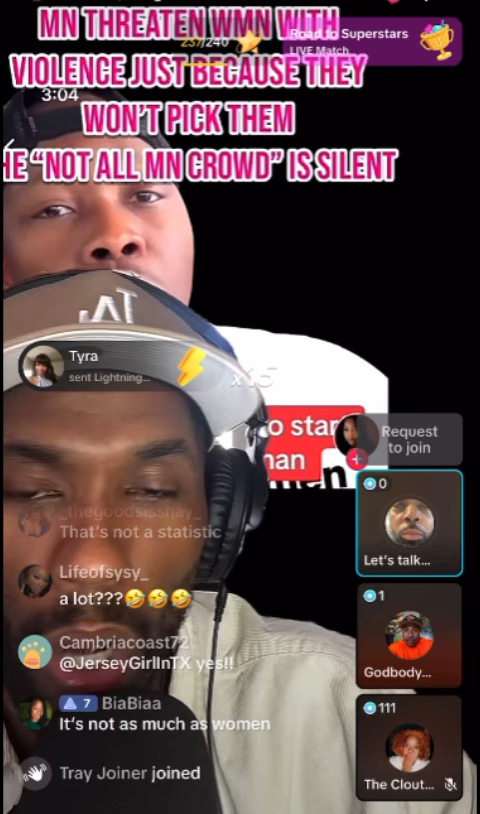 MN THREATEN WMN WITH
237/240
Road to Superstars
LIVE Match
VIOLENCE JUST BECAUSE THEY
3:04
WON'T PICK THEM
HE "NOT ALL MN CROWD" IS SILENT
Tyra
sent Lightning...
x15
o star
Request
to join
han
0
_thegoodsisshay_
That's not a statistic
Let's talk...
Lifeofsysy_
a lot???🤣🤣🤣
1
Cambriacoast72
@JerseyGirlInTX yes!!
Godbody...
7 BiaBiaa
It's not as much as women
111
Tray Joiner joined
The Clout...